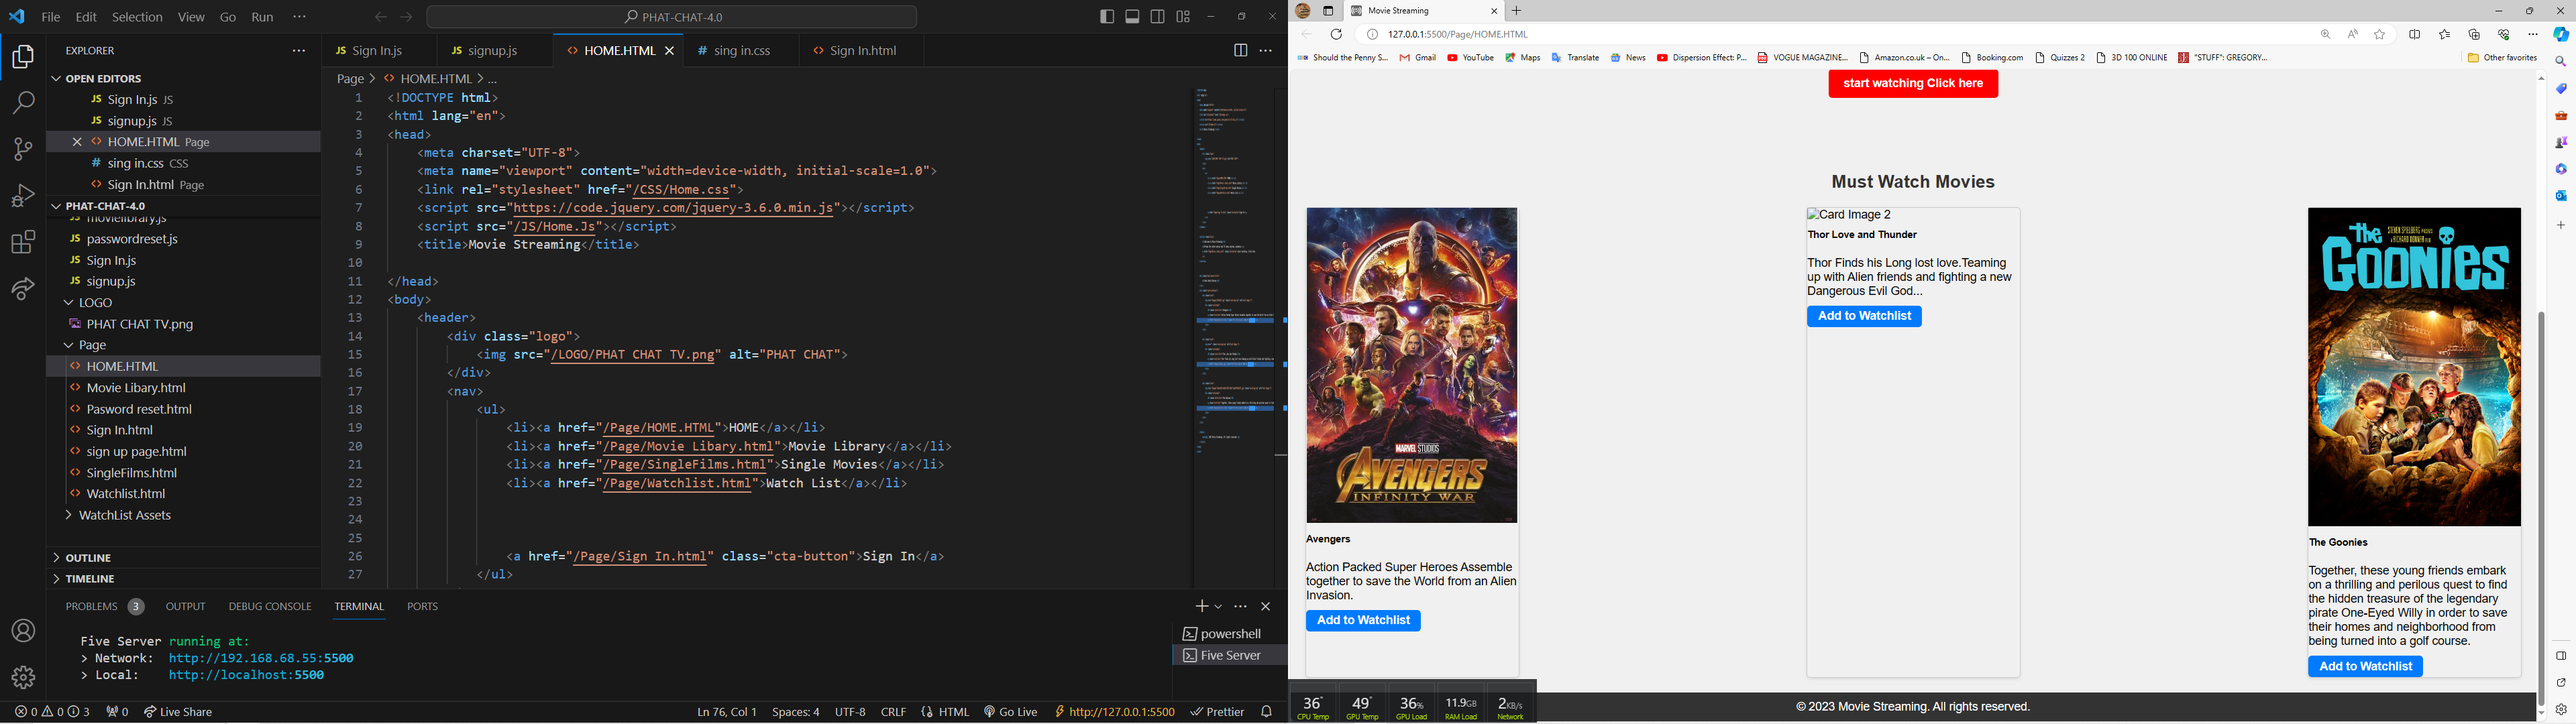 File Edit Selection View Go Run ···
PHAT-CHAT-4.0
EXPLORER
OPEN EDITORS
JS Sign In.js JS
JS signup.js JS
<> HOME.HTML Page
# sing in.css CSS
<> Sign In.html Page
PHAT-CHAT-4.0
JS movielibrary.js
JS passwordreset.js
JS Sign In.js
JS signup.js
LOGO
PHAT CHAT TV.png
Page
<> HOME.HTML
<> Movie Libary.html
<> Pasword reset.html
<> Sign In.html
<> sign up page.html
<> SingleFilms.html
<> Watchlist.html
WatchList Assets
OUTLINE
TIMELINE
JS Sign In.js
JS signup.js
<> HOME.HTML
# sing in.css
<> Sign In.html
Page > <> HOME.HTML > ...
1 <!DOCTYPE html>
2 <html lang="en">
3 <head>
4 <meta charset="UTF-8">
5 <meta name="viewport" content="width=device-width, initial-scale=1.0">
6 <link rel="stylesheet" href="/CSS/Home.css">
7 <script src="https://code.jquery.com/jquery-3.6.0.min.js"></script>
8 <script src="/JS/Home.Js"></script>
9 <title>Movie Streaming</title>
10
11 </head>
12 <body>
13 <header>
14 <div class="logo">
15 <img src="/LOGO/PHAT CHAT TV.png" alt="PHAT CHAT">
16 </div>
17 <nav>
18 <ul>
19 <li><a href="/Page/HOME.HTML">HOME</a></li>
20 <li><a href="/Page/Movie Libary.html">Movie Library</a></li>
21 <li><a href="/Page/SingleFilms.html">Single Movies</a></li>
22 <li><a href="/Page/Watchlist.html">Watch List</a></li>
23
24
25
26 <a href="/Page/Sign In.html" class="cta-button">Sign In</a>
27 </ul>
PROBLEMS 3 OUTPUT DEBUG CONSOLE TERMINAL PORTS
Five Server running at:
> Network: http://192.168.68.55:5500
> Local: http://localhost:5500
powershell
Five Server
0 0 3 0 Live Share
Ln 76, Col 1 Spaces: 4 UTF-8 CRLF HTML Go Live http://127.0.0.1:5500 Prettier
Movie Streaming
127.0.0.1:5500/Page/HOME.HTML
Should the Penny S... Gmail YouTube Maps Translate News Dispersion Effect: P... VOGUE MAGAZINE... Amazon.co.uk – On... Booking.com Quizzes 2 3D 100 ONLINE "STUFF": GREGORY... Other favorites
start watching Click here
Must Watch Movies
MARVEL STUDIOS
AVENGERS
INFINITY WAR
Avengers
Action Packed Super Heroes Assemble
together to save the World from an Alien
Invasion.
Add to Watchlist
Card Image 2
Thor Love and Thunder
Thor Finds his Long lost love.Teaming
up with Alien friends and fighting a new
Dangerous Evil God...
Add to Watchlist
the
GOONIES
The Goonies
Together, these young friends embark
on a thrilling and perilous quest to find
the hidden treasure of the legendary
pirate One-Eyed Willy in order to save
their homes and neighborhood from
being turned into a golf course.
Add to Watchlist
36° 49° 36% 11.9GB 2KB/s
CPU Temp GPU Temp GPU Load RAM Load Network
© 2023 Movie Streaming. All rights reserved.